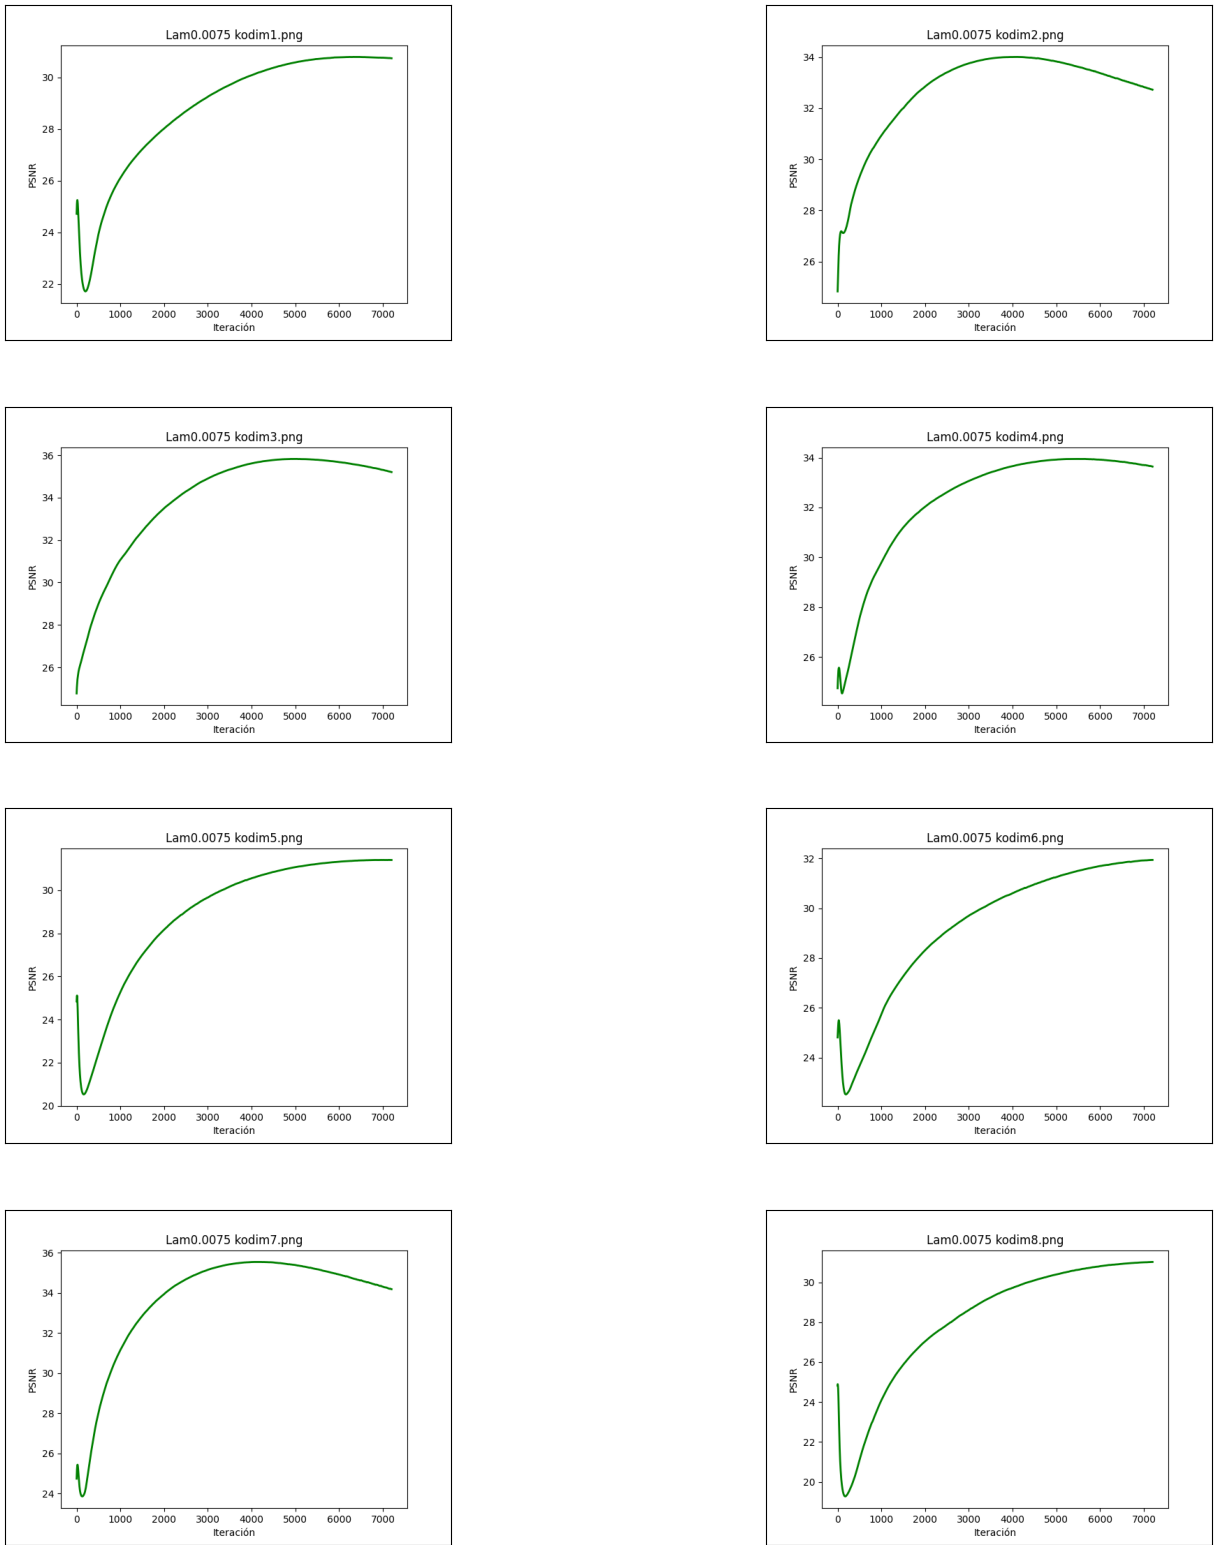 Lam0.0075 kodim1.png
30
28
26
24
22
PSNR
0 1000 2000 3000 4000 5000 6000 7000
Iteración
Lam0.0075 kodim2.png
34
32
30
28
26
PSNR
0 1000 2000 3000 4000 5000 6000 7000
Iteración
Lam0.0075 kodim3.png
36
34
32
30
28
26
PSNR
0 1000 2000 3000 4000 5000 6000 7000
Iteración
Lam0.0075 kodim4.png
34
32
30
28
26
PSNR
0 1000 2000 3000 4000 5000 6000 7000
Iteración
Lam0.0075 kodim5.png
30
28
26
24
22
20
PSNR
0 1000 2000 3000 4000 5000 6000 7000
Iteración
Lam0.0075 kodim6.png
32
30
28
26
24
PSNR
0 1000 2000 3000 4000 5000 6000 7000
Iteración
Lam0.0075 kodim7.png
36
34
32
30
28
26
24
PSNR
0 1000 2000 3000 4000 5000 6000 7000
Iteración
Lam0.0075 kodim8.png
30
28
26
24
22
20
PSNR
0 1000 2000 3000 4000 5000 6000 7000
Iteración